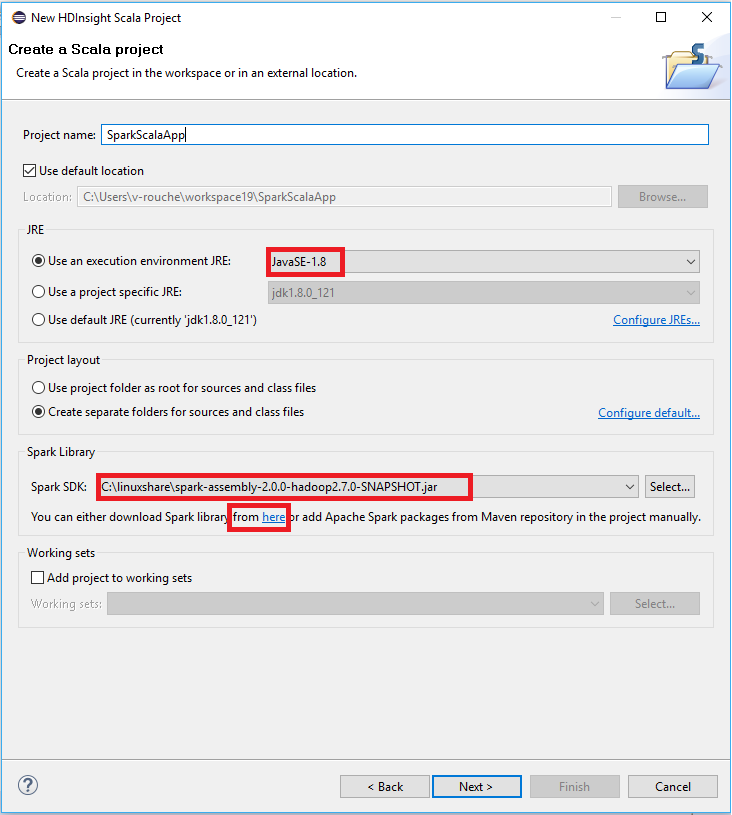 New HDInsight Scala Project
Create a Scala project
Create a Scala project in the workspace or in an external location.
Project name: SparkScalaApp
Use default location
Location: C:\Users\v-rouche\workspace19\SparkScalaApp Browse...
JRE
Use an execution environment JRE: JavaSE-1.8
Use a project specific JRE: jdk1.8.0_121
Use default JRE (currently 'jdk1.8.0_121') Configure JREs...
Project layout
Use project folder as root for sources and class files
Create separate folders for sources and class files Configure default...
Spark Library
Spark SDK: C:\linuxshare\spark-assembly-2.0.0-hadoop2.7.0-SNAPSHOT.jar Select...
You can either download Spark library from here or add Apache Spark packages from Maven repository in the project manually.
Working sets
Add project to working sets
Working sets: Select...
? < Back Next > Finish Cancel